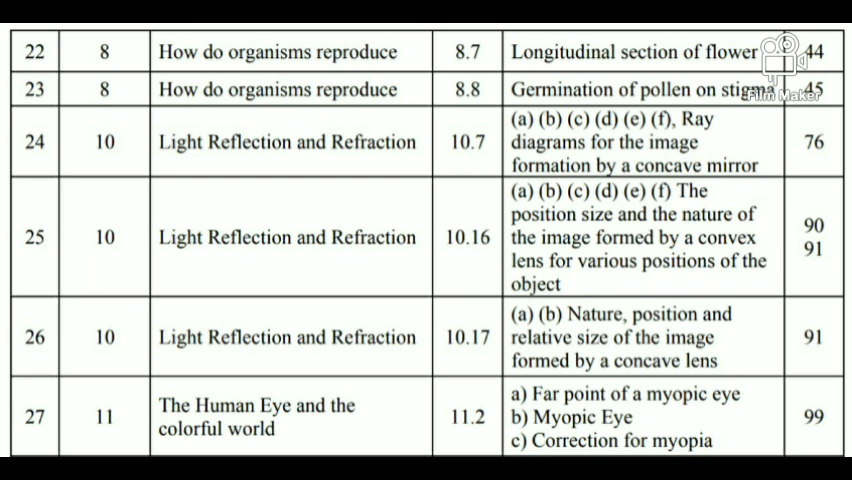 22 8 How do organisms reproduce 8.7 Longitudinal section of flower 44
23 8 How do organisms reproduce 8.8 Germination of pollen on stigma 45
Film Maker
24 10 Light Reflection and Refraction 10.7 (a) (b) (c) (d) (e) (f), Ray
diagrams for the image
formation by a concave mirror
76
25 10 Light Reflection and Refraction 10.16 (a) (b) (c) (d) (e) (f) The
position size and the nature of
the image formed by a convex
lens for various positions of the
object
90
91
26 10 Light Reflection and Refraction 10.17 (a) (b) Nature, position and
relative size of the image
formed by a concave lens
91
27 11 The Human Eye and the
colorful world
11.2 a) Far point of a myopic eye
b) Myopic Eye
c) Correction for myopia
99